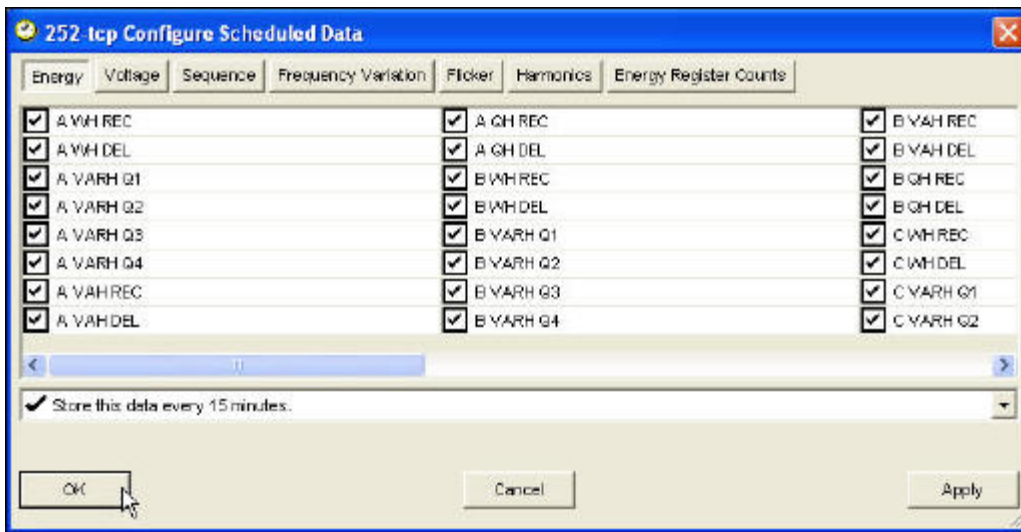 252-tcp Configure Scheduled Data
Energy Voltage Sequence Frequency Variation Flicker Harmonics Energy Register Counts
A WH REC A QH REC B VAH REC
A WH DEL A QH DEL B VAH DEL
A VARH Q1 B WH REC B QH REC
A VARH Q2 B WH DEL B QH DEL
A VARH Q3 B VARH Q1 C WH REC
A VARH Q4 B VARH Q2 C WH DEL
A VAH REC B VARH Q3 C VARH Q1
A VAH DEL B VARH Q4 C VARH Q2
Store this data every 15 minutes.
OK Cancel Apply